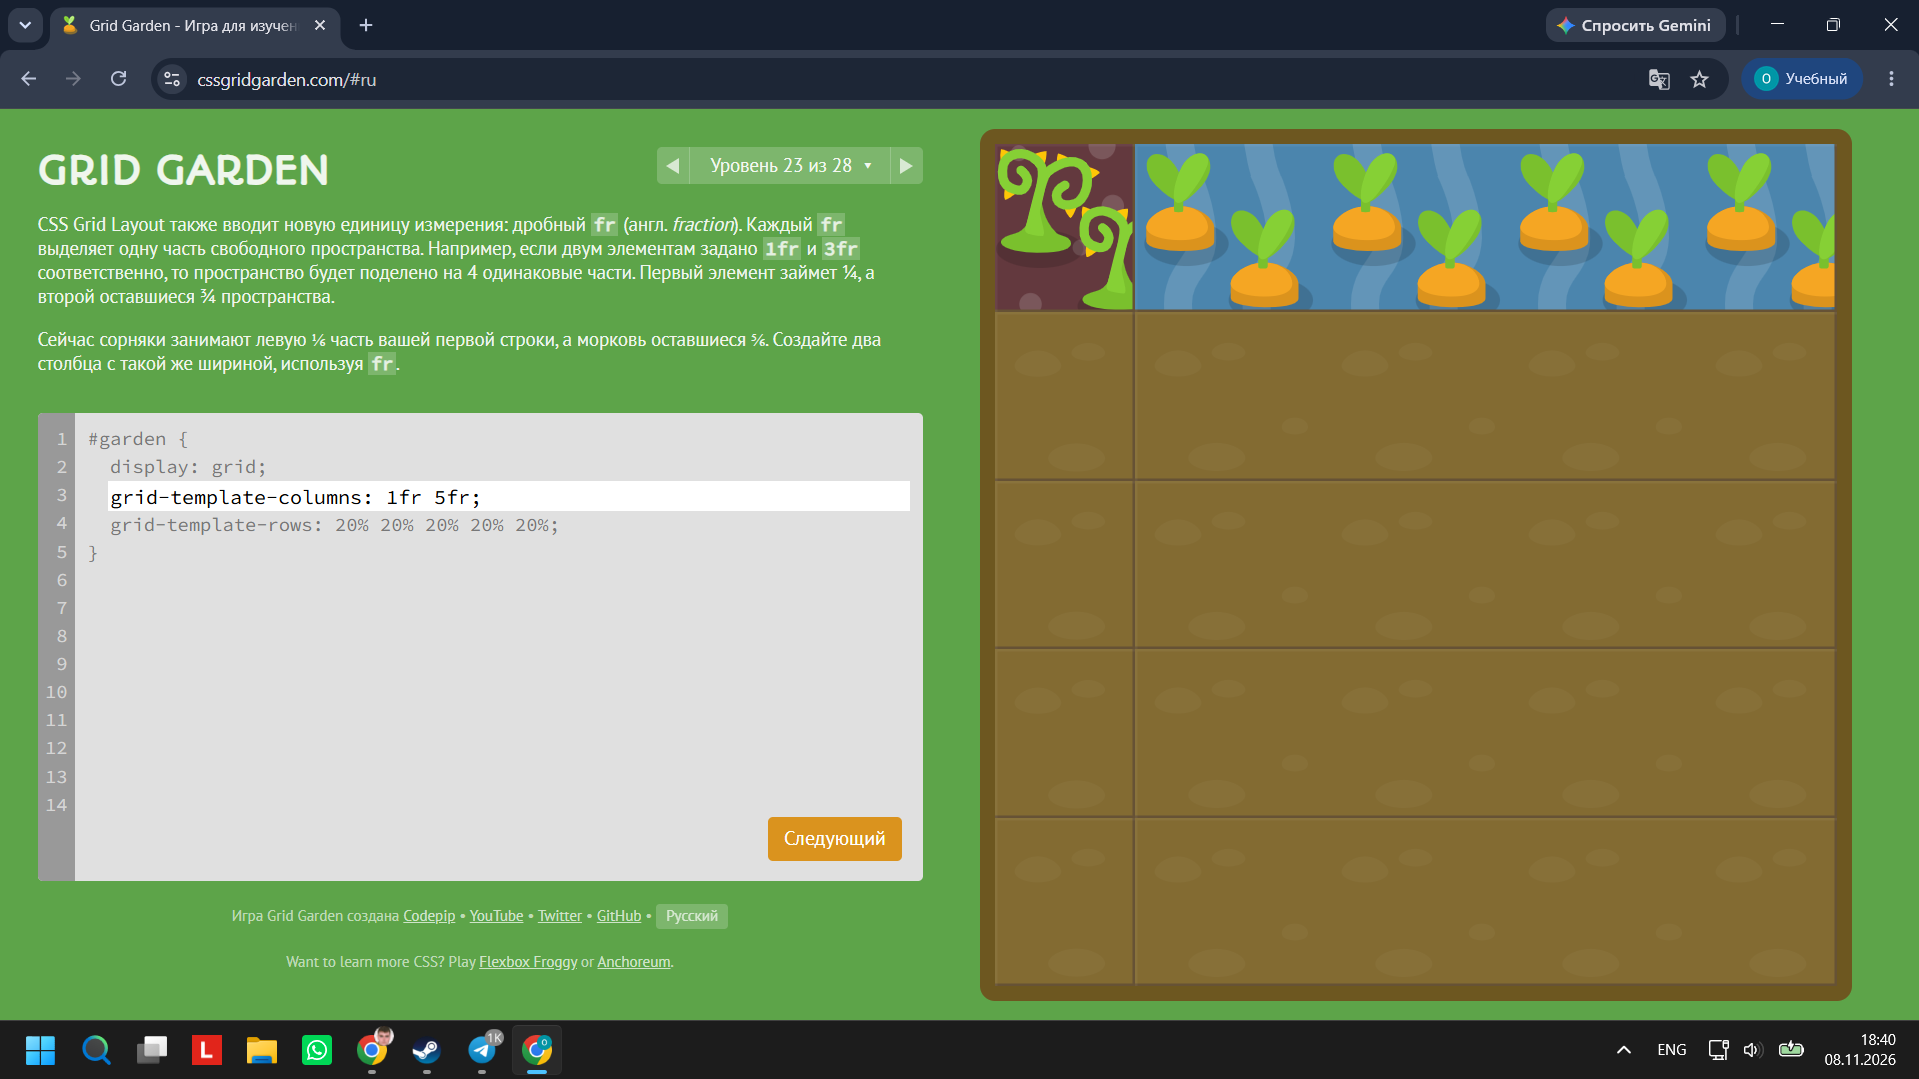 Grid Garden - Игра для изучен
Спросить Gemini
cssgridgarden.com/#ru
O Учебный
GRID GARDEN
Уровень 23 из 28
CSS Grid Layout также вводит новую единицу измерения: дробный fr (англ. fraction). Каждый fr
выделяет одну часть свободного пространства. Например, если двум элементам задано 1fr и 3fr
соответственно, то пространство будет поделено на 4 одинаковые части. Первый элемент займет ¼, а
второй оставшиеся ¾ пространства.
Сейчас сорняки занимают левую ⅙ часть вашей первой строки, а морковь оставшиеся ⅚. Создайте два
столбца с такой же шириной, используя fr.
1 #garden {
2 display: grid;
3 grid-template-columns: 1fr 5fr;
4 grid-template-rows: 20% 20% 20% 20% 20%;
5 }
6
7
8
9
10
11
12
13
14
Следующий
Игра Grid Garden создана Codepip • YouTube • Twitter • GitHub • Русский
Want to learn more CSS? Play Flexbox Froggy or Anchoreum.
L
1K
O
ENG
18:40
08.11.2026